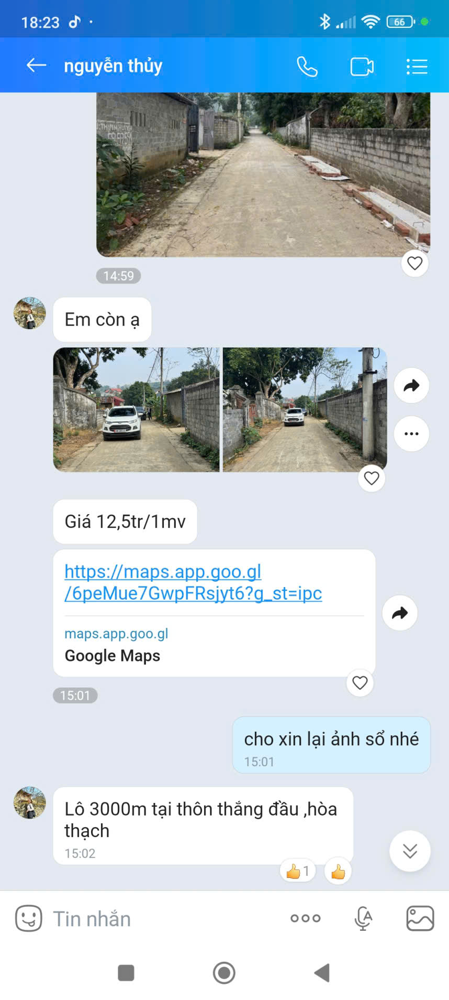 18:23
66
nguyễn thủy
14:59
Em còn ạ
Giá 12,5tr/1mv
https://maps.app.goo.gl
/6peMue7GwpFRsjyt6?g_st=ipc
maps.app.goo.gl
Google Maps
15:01
cho xin lại ảnh sổ nhé
15:01
Lô 3000m tại thôn thắng đầu ,hòa
thạch
15:02
1
Tin nhắn